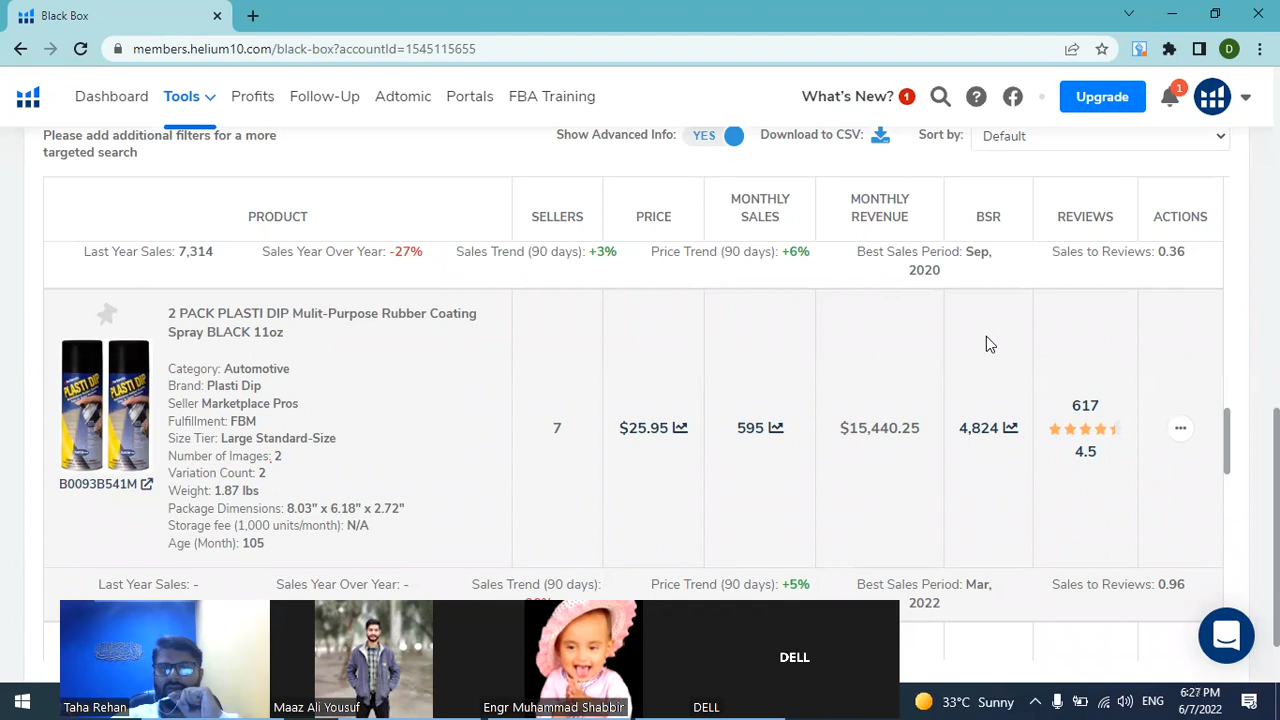 Black Box
members.helium10.com/black-box?accountId=1545115655
D
Dashboard Tools Profits Follow-Up Adtomic Portals FBA Training What's New? 1 Upgrade 1
Please add additional filters for a more
targeted search
Show Advanced Info: YES Download to CSV: Sort by: Default
PRODUCT SELLERS PRICE MONTHLY SALES MONTHLY REVENUE BSR REVIEWS ACTIONS
Last Year Sales: 7,314 Sales Year Over Year: -27% Sales Trend (90 days): +3% Price Trend (90 days): +6% Best Sales Period: Sep, 2020 Sales to Reviews: 0.36
2 PACK PLASTI DIP Mulit-Purpose Rubber Coating
Spray BLACK 11oz
Category: Automotive
Brand: Plasti Dip
Seller Marketplace Pros
Fulfillment: FBM
Size Tier: Large Standard-Size
Number of Images: 2
Variation Count: 2
Weight: 1.87 lbs
Package Dimensions: 8.03" x 6.18" x 2.72"
Storage fee (1,000 units/month): N/A
Age (Month): 105
PLASTI DIP PLASTI DIP
B0093B541M
7 $25.95 595 $15,440.25 4,824
617
4.5
Last Year Sales: - Sales Year Over Year: - Sales Trend (90 days): Price Trend (90 days): +5% Best Sales Period: Mar, 2022 Sales to Reviews: 0.96
DELL
Taha Rehan Maaz Ali Yousuf Engr Muhammad Shabbir DELL
33°C Sunny ENG 6:27 PM
6/7/2022